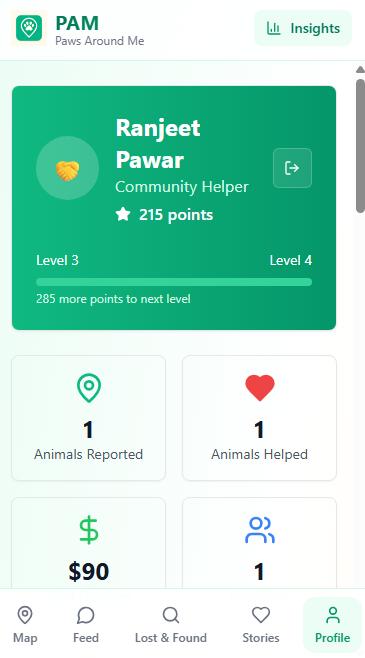 PAM
Paws Around Me
Insights
Ranjeet
Pawar
Community Helper
215 points
Level 3
Level 4
285 more points to next level
1
Animals Reported
1
Animals Helped
$90
1
Map
Feed
Lost & Found
Stories
Profile